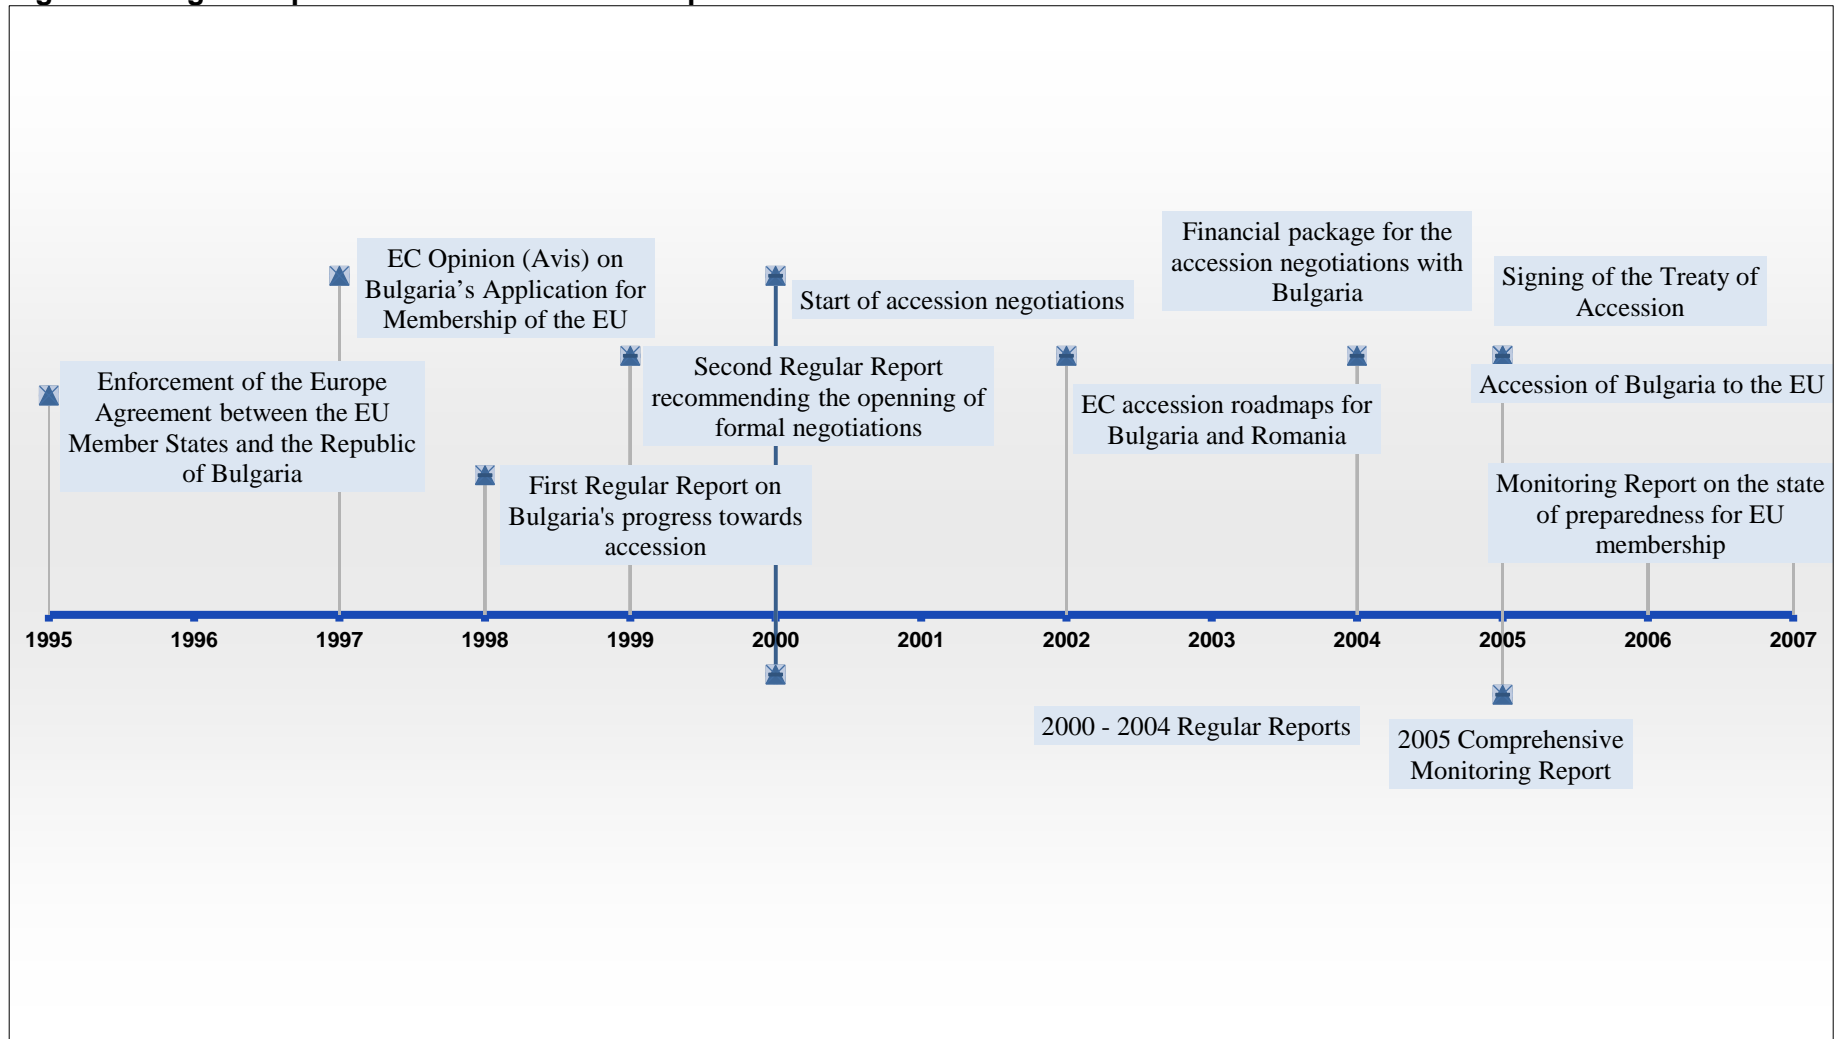 EC Opinion (Avis) on
Bulgaria’s Application for
Membership of the EU
Financial package for the
accession negotiations with
Bulgaria
Signing of the Treaty of
Accession
Start of accession negotiations
Enforcement of the Europe
Agreement between the EU
Member States and the Republic
of Bulgaria
Second Regular Report
recommending the openning of
formal negotiations
EC accession roadmaps for
Bulgaria and Romania
Accession of Bulgaria to the EU
First Regular Report on
Bulgaria's progress towards
accession
Monitoring Report on the state
of preparedness for EU
membership
1995 1996 1997 1998 1999 2000 2001 2002 2003 2004 2005 2006 2007
2000 - 2004 Regular Reports
2005 Comprehensive
Monitoring Report